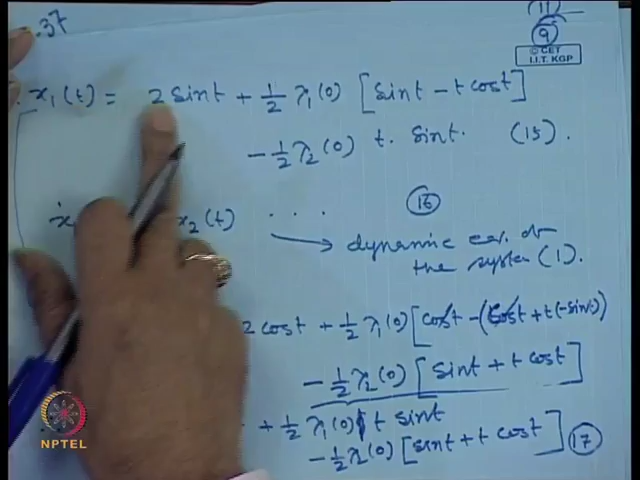 .37
(11)
(9)
© CET
I.I.T. KGP
x₁(t) = 2 sint + 1/2 λ₁(0) [sint - t cost]
- 1/2 λ₂(0) t. sint. (15).
x₂(t) . . . . (16)
→ dynamic
the system (1).
2 cost + 1/2 λ₁(0) [cost - (cost + t(-sint))
- 1/2 λ₂(0) [sint + t cost]
+ 1/2 λ₁(0) t sint
- 1/2 λ₂(0) [sint + t cost] (17)
NPTEL